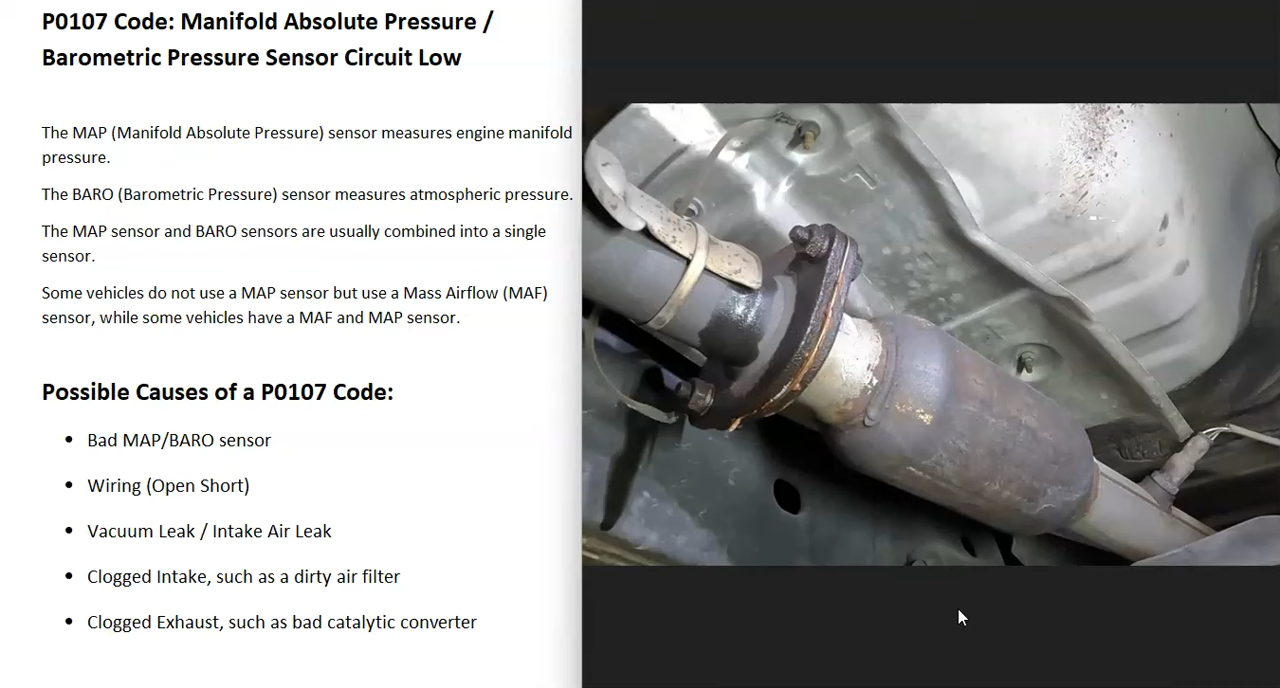 P0107 Code: Manifold Absolute Pressure /
Barometric Pressure Sensor Circuit Low
The MAP (Manifold Absolute Pressure) sensor measures engine manifold
pressure.
The BARO (Barometric Pressure) sensor measures atmospheric pressure.
The MAP sensor and BARO sensors are usually combined into a single
sensor.
Some vehicles do not use a MAP sensor but use a Mass Airflow (MAF)
sensor, while some vehicles have a MAF and MAP sensor.
Possible Causes of a P0107 Code:
• Bad MAP/BARO sensor
• Wiring (Open Short)
• Vacuum Leak / Intake Air Leak
• Clogged Intake, such as a dirty air filter
• Clogged Exhaust, such as bad catalytic converter